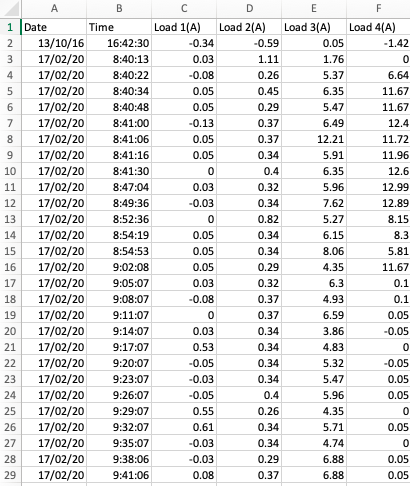 A B C D E F
1 Date Time Load 1(A) Load 2(A) Load 3(A) Load 4(A)
2 13/10/16 16:42:30 -0.34 -0.59 0.05 -1.42
3 17/02/20 8:40:13 0.03 1.11 1.76 0
4 17/02/20 8:40:22 -0.08 0.26 5.37 6.64
5 17/02/20 8:40:34 0.05 0.45 6.35 11.67
6 17/02/20 8:40:48 0.05 0.29 5.47 11.67
7 17/02/20 8:41:00 -0.13 0.37 6.49 12.4
8 17/02/20 8:41:06 0.05 0.37 12.21 11.72
9 17/02/20 8:41:16 0.05 0.34 5.91 11.96
10 17/02/20 8:41:30 0 0.4 6.35 12.6
11 17/02/20 8:47:04 0.03 0.32 5.96 12.99
12 17/02/20 8:49:36 -0.03 0.34 7.62 12.89
13 17/02/20 8:52:36 0 0.82 5.27 8.15
14 17/02/20 8:54:19 0.05 0.34 6.15 8.3
15 17/02/20 8:54:53 0.05 0.34 8.06 5.81
16 17/02/20 9:02:08 0.05 0.29 4.35 11.67
17 17/02/20 9:05:07 0.03 0.32 6.3 0.1
18 17/02/20 9:08:07 -0.08 0.37 4.93 0.1
19 17/02/20 9:11:07 0 0.37 6.59 0.05
20 17/02/20 9:14:07 0.03 0.34 3.86 -0.05
21 17/02/20 9:17:07 0.53 0.34 4.83 0
22 17/02/20 9:20:07 -0.05 0.34 5.32 -0.05
23 17/02/20 9:23:07 -0.03 0.34 5.47 0.05
24 17/02/20 9:26:07 -0.05 0.4 5.96 0.05
25 17/02/20 9:29:07 0.55 0.26 4.35 0
26 17/02/20 9:32:07 0.61 0.34 5.71 0.05
27 17/02/20 9:35:07 -0.03 0.34 4.74 0
28 17/02/20 9:38:06 -0.03 0.29 6.88 0.05
29 17/02/20 9:41:06 0.08 0.37 6.88 0.05